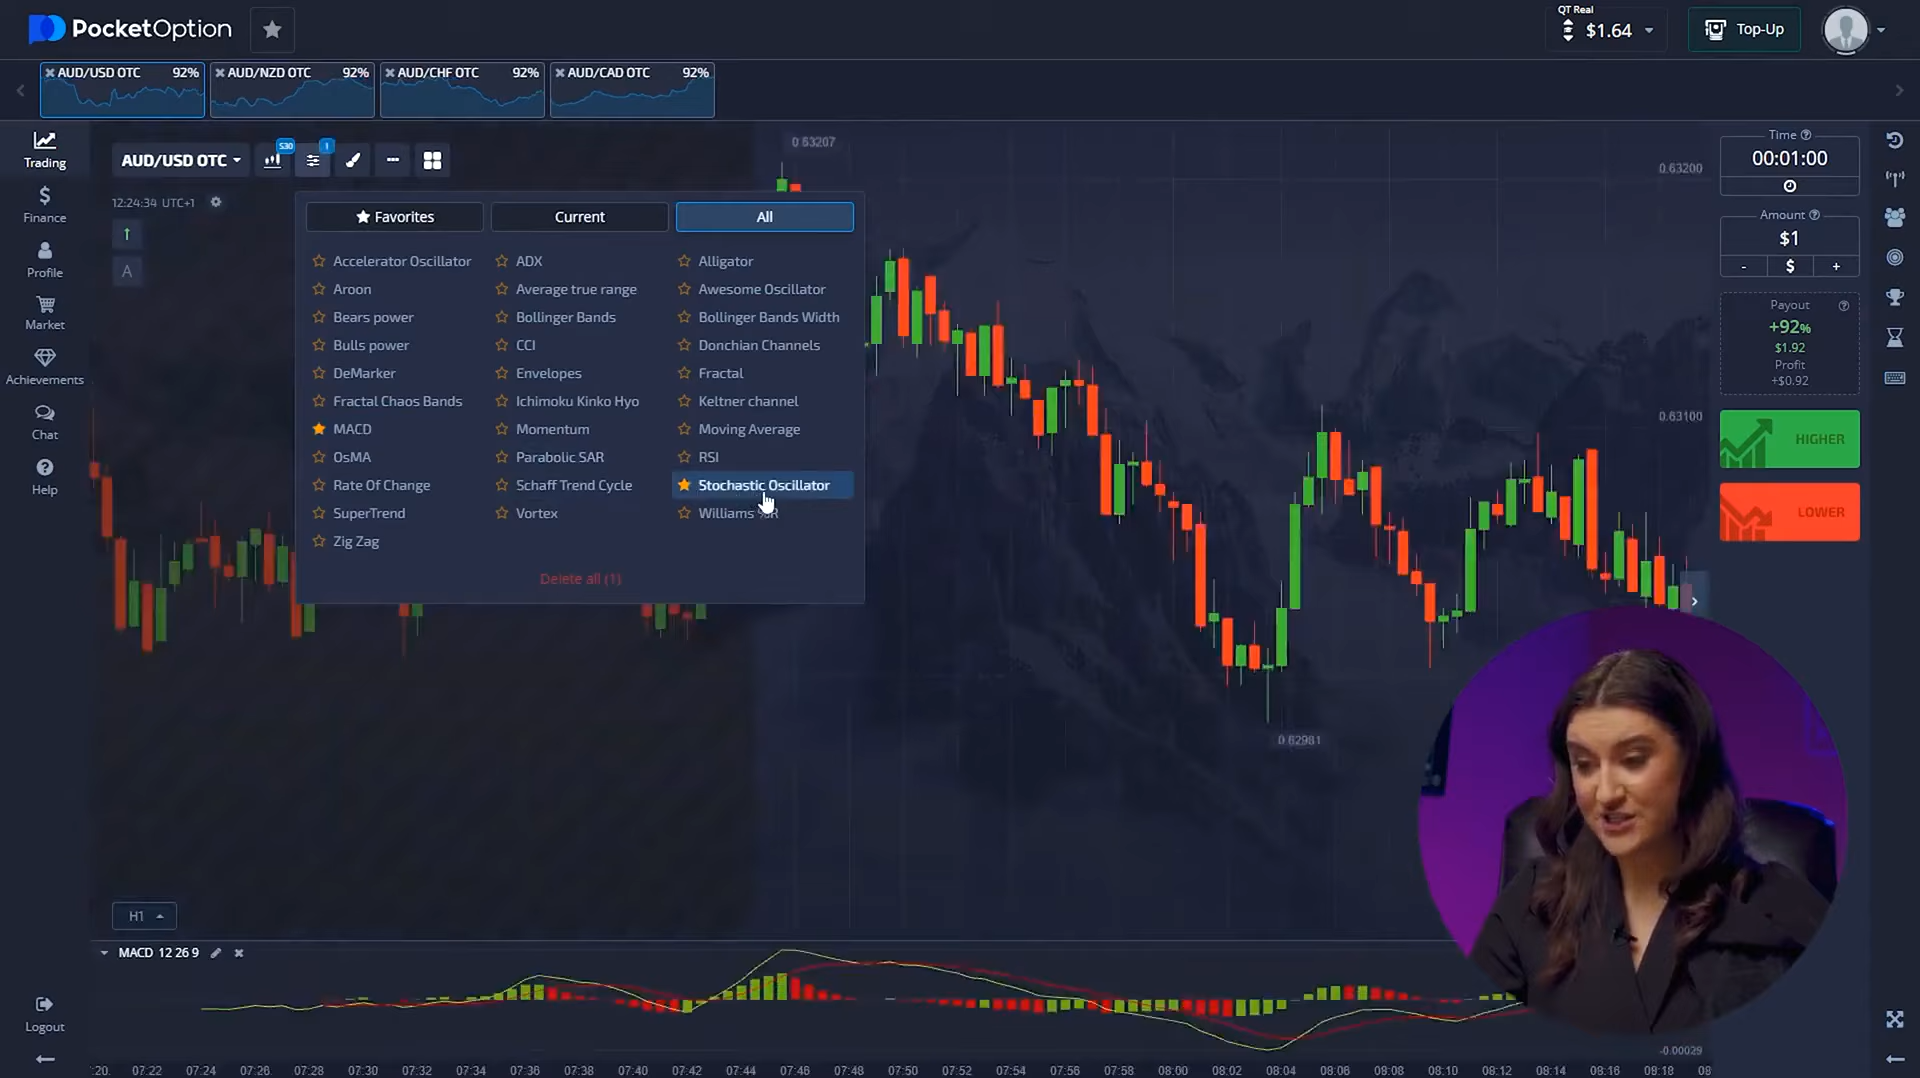 PocketOption
QT Real
$1.64
Top-Up
AUD/USD OTC 92%
AUD/NZD OTC 92%
AUD/CHF OTC 92%
AUD/CAD OTC 92%
Trading
Finance
Profile
Market
Achievements
Chat
Help
Logout
AUD/USD OTC
S30
1
12:24:34 UTC+1
A
Favorites
Current
All
Accelerator Oscillator
ADX
Alligator
Aroon
Average true range
Awesome Oscillator
Bears power
Bollinger Bands
Bollinger Bands Width
Bulls power
CCI
Donchian Channels
DeMarker
Envelopes
Fractal
Fractal Chaos Bands
Ichimoku Kinko Hyo
Keltner channel
MACD
Momentum
Moving Average
OsMA
Parabolic SAR
RSI
Rate Of Change
Schaff Trend Cycle
Stochastic Oscillator
SuperTrend
Vortex
Williams %R
Zig Zag
Delete all (1)
0.63207
0.63200
0.63100
0.62981
Time
00:01:00
Amount
$1
- $ +
Payout
+92%
$1.92
Profit
+$0.92
HIGHER
LOWER
H1
MACD 12 26 9
-0.00029
:20 07:22 07:24 07:26 07:28 07:30 07:32 07:34 07:36 07:38 07:40 07:42 07:44 07:46 07:48 07:50 07:52 07:54 07:56 07:58 08:00 08:02 08:04 08:06 08:08 08:10 08:12 08:14 08:16 08:18 08